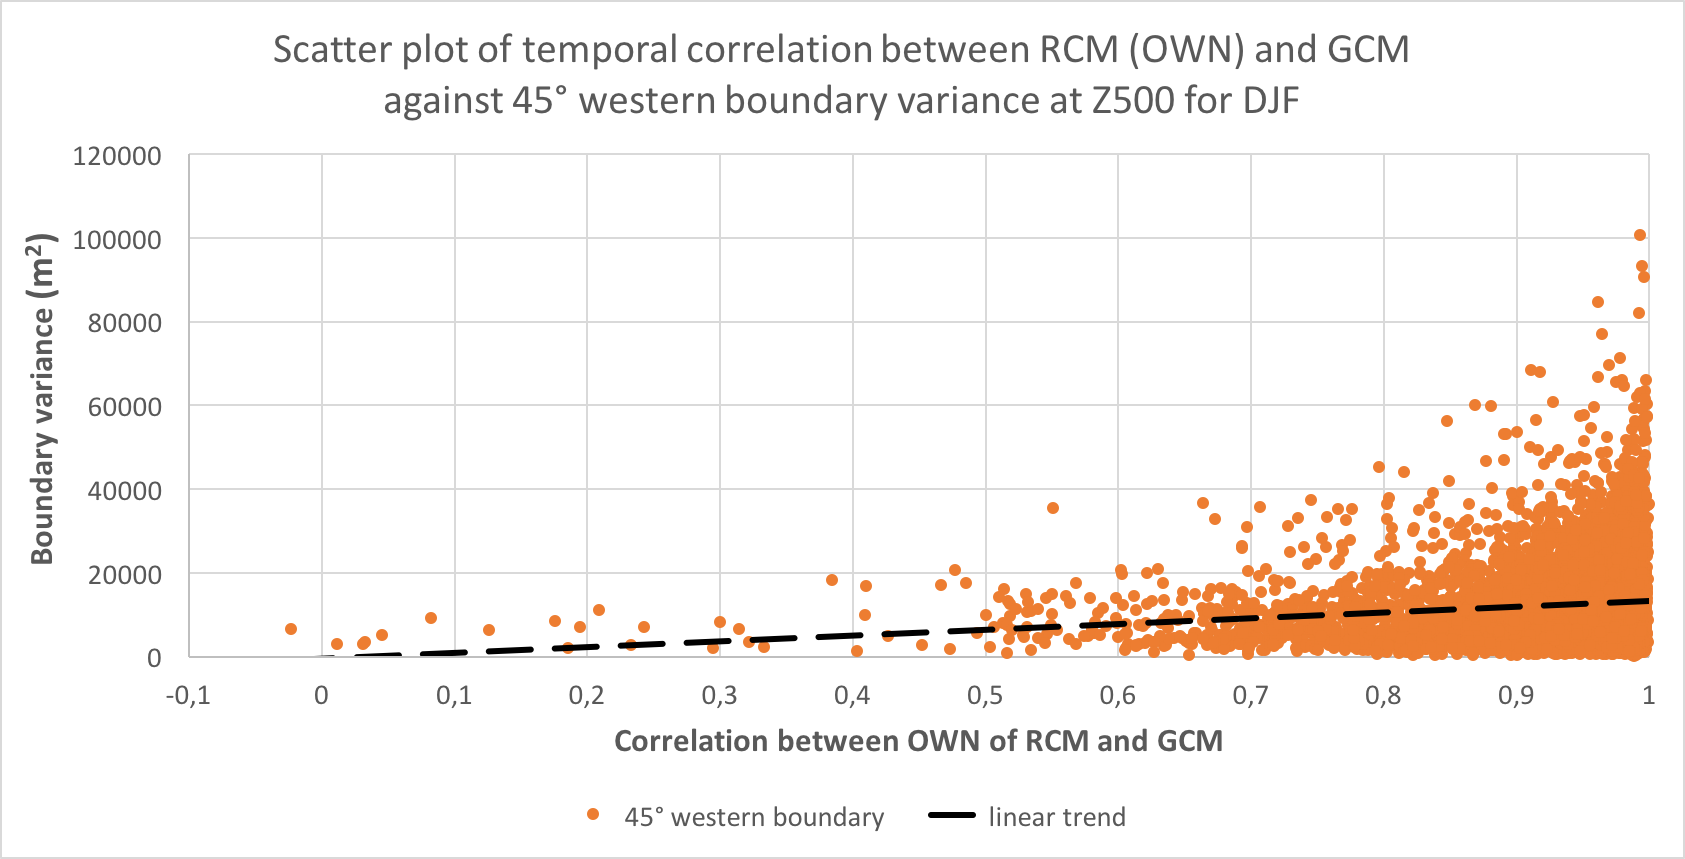 Scatter plot of temporal correlation between RCM (OWN) and GCM
against 45° western boundary variance at Z500 for DJF
120000
100000
80000
60000
40000
20000
0
Boundary variance (m²)
-0,1 0 0,1 0,2 0,3 0,4 0,5 0,6 0,7 0,8 0,9 1
Correlation between OWN of RCM and GCM
45° western boundary linear trend